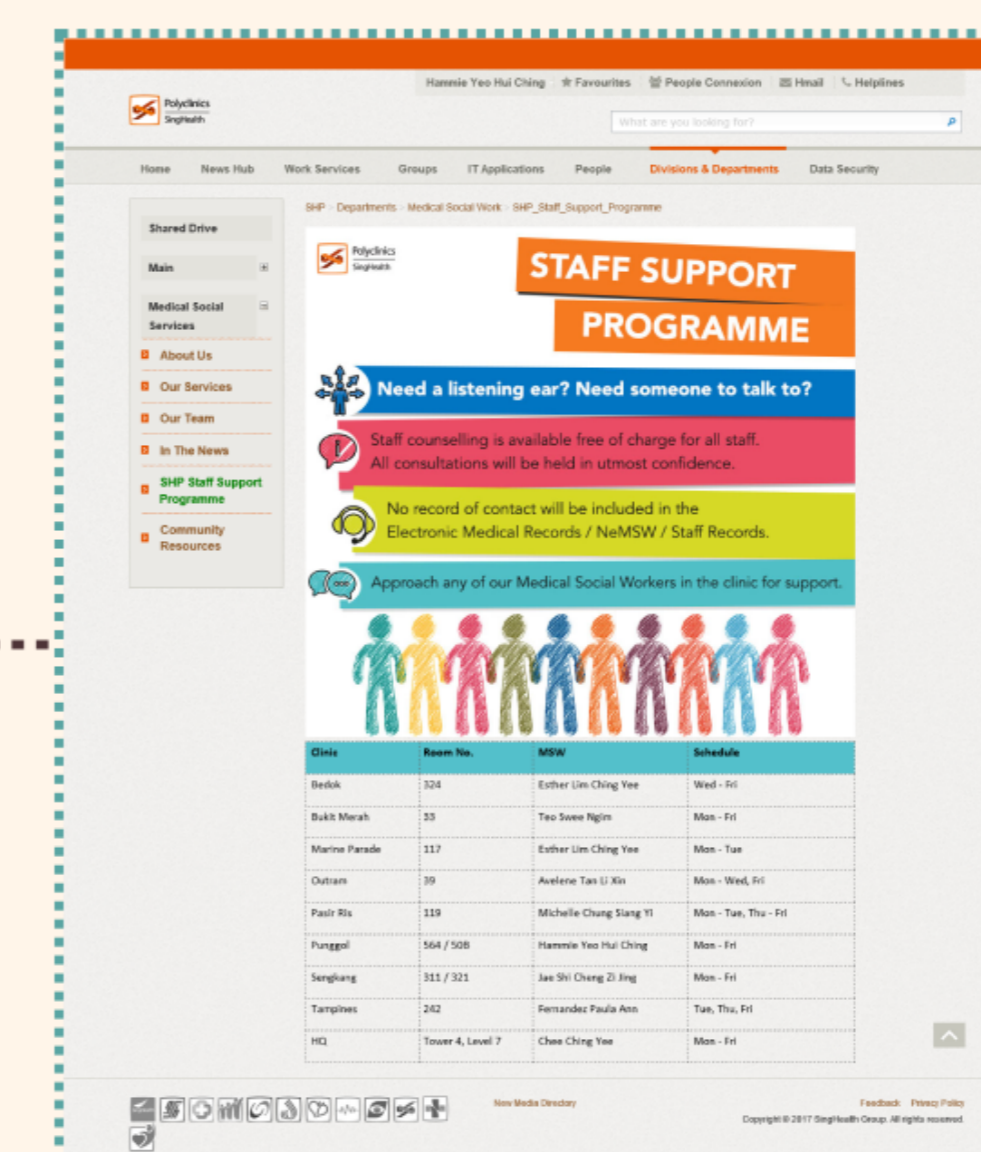 Hammie Yeo Hui Ching Favourites People Connexion Hmail Helplines
Polyclinics
SingHealth
What are you looking for?
Home News Hub Work Services Groups IT Applications People Divisions & Departments Data Security
SHP > Departments > Medical Social Work > SHP_Staff_Support_Programme
Shared Drive
Main
Medical Social
Services
About Us
Our Services
Our Team
In The News
SHP Staff Support
Programme
Community
Resources
Polyclinics
SingHealth
STAFF SUPPORT
PROGRAMME
Need a listening ear? Need someone to talk to?
Staff counselling is available free of charge for all staff.
All consultations will be held in utmost confidence.
No record of contact will be included in the
Electronic Medical Records / NeMSW / Staff Records.
Approach any of our Medical Social Workers in the clinic for support.
Clinic Room No. MSW Schedule
Bedok 324 Esther Lim Ching Yee Wed - Fri
Bukit Merah 33 Teo Swee Ngim Mon - Fri
Marine Parade 117 Esther Lim Ching Yee Mon - Tue
Outram 39 Avelene Tan Li Xin Mon - Wed, Fri
Pasir Ris 119 Michelle Chung Siang Yi Mon - Tue, Thu - Fri
Punggol 564 / 508 Hammie Yeo Hui Ching Mon - Fri
Sengkang 311 / 321 Jae Shi Cheng Zi Jing Mon - Fri
Tampines 242 Fernandez Paula Ann Tue, Thu, Fri
HQ Tower 4, Level 7 Chee Ching Yee Mon - Fri
New Media Directory
Feedback Privacy Policy
Copyright © 2017 SingHealth Group. All rights reserved.